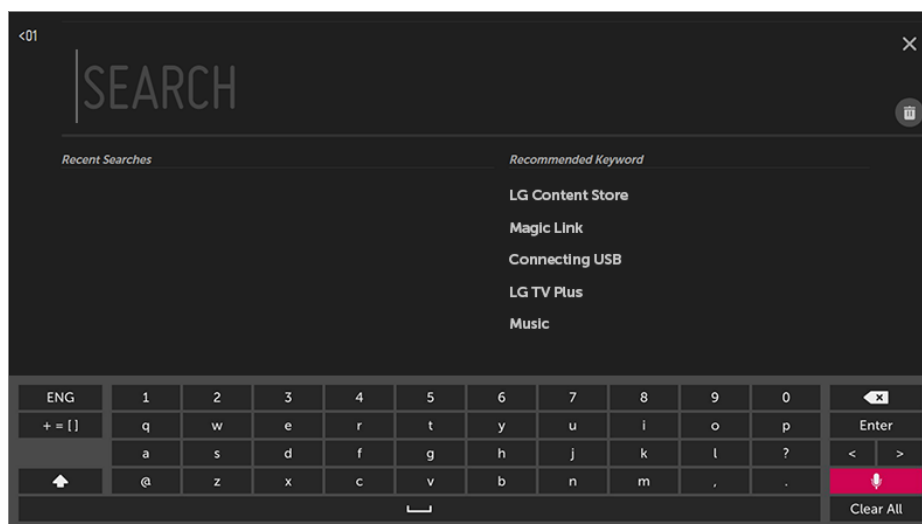 <01
SEARCH
Recent Searches
Recommended Keyword
LG Content Store
Magic Link
Connecting USB
LG TV Plus
Music
ENG 1 2 3 4 5 6 7 8 9 0
+ = [ ] q w e r t y u i o p Enter
a s d f g h j k l ? < >
@ z x c v b n m , .
Clear All